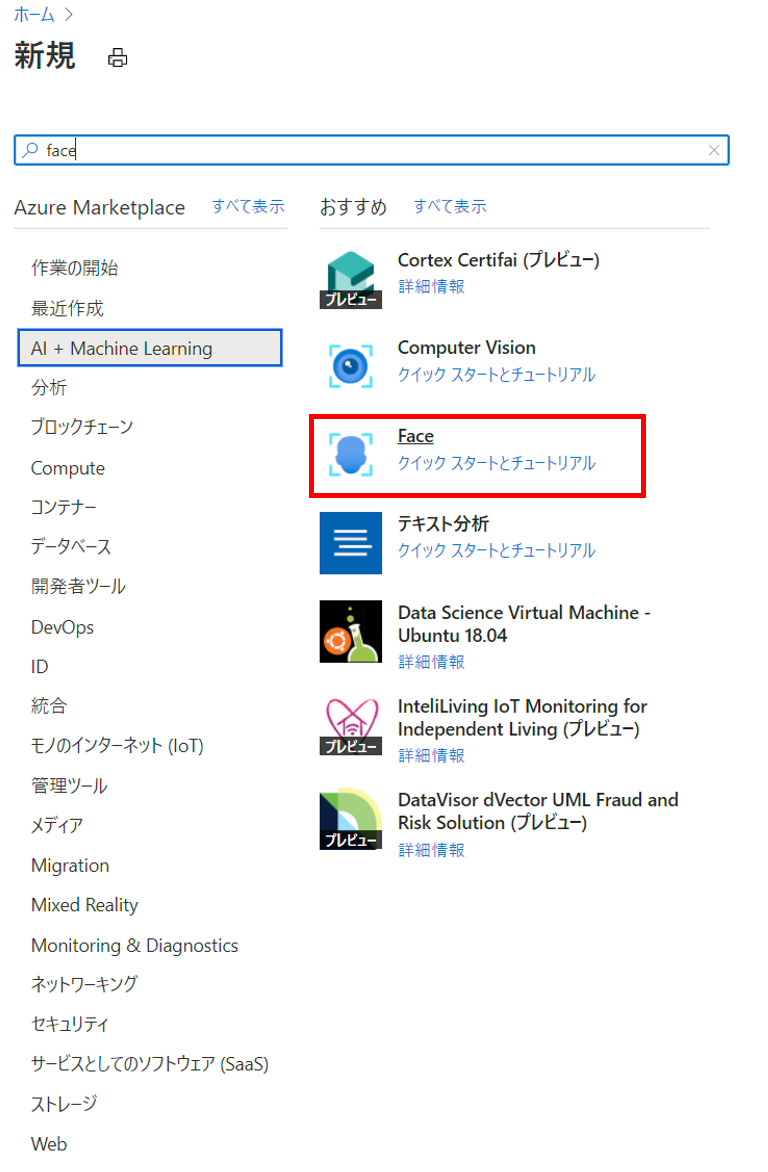 ホーム
新規
face
Azure Marketplace すべて表示
作業の開始
最近作成
AI + Machine Learning
分析
ブロックチェーン
Compute
コンテナー
データベース
開発者ツール
DevOps
ID
統合
モノのインターネット (IoT)
管理ツール
メディア
Migration
Mixed Reality
Monitoring & Diagnostics
ネットワーキング
セキュリティ
サービスとしてのソフトウェア (SaaS)
ストレージ
Web
おすすめ すべて表示
プレビュー
Cortex Certifai (プレビュー)
詳細情報
Computer Vision
クイック スタートとチュートリアル
Face
クイック スタートとチュートリアル
テキスト分析
クイック スタートとチュートリアル
Data Science Virtual Machine -
Ubuntu 18.04
詳細情報
プレビュー
InteliLiving IoT Monitoring for
Independent Living (プレビュー)
詳細情報
プレビュー
DataVisor dVector UML Fraud and
Risk Solution (プレビュー)
詳細情報